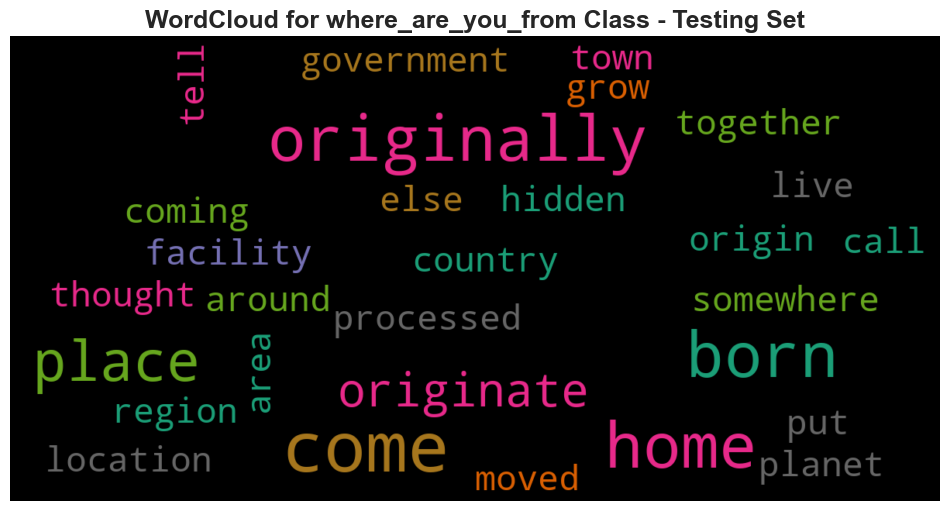 WordCloud for where_are_you_from Class - Testing Set
tell
government
town
grow
originally
together
live
else
hidden
coming
facility
country
origin
call
thought
around
somewhere
processed
place
area
born
originate
region
come
home
put
location
moved
planet